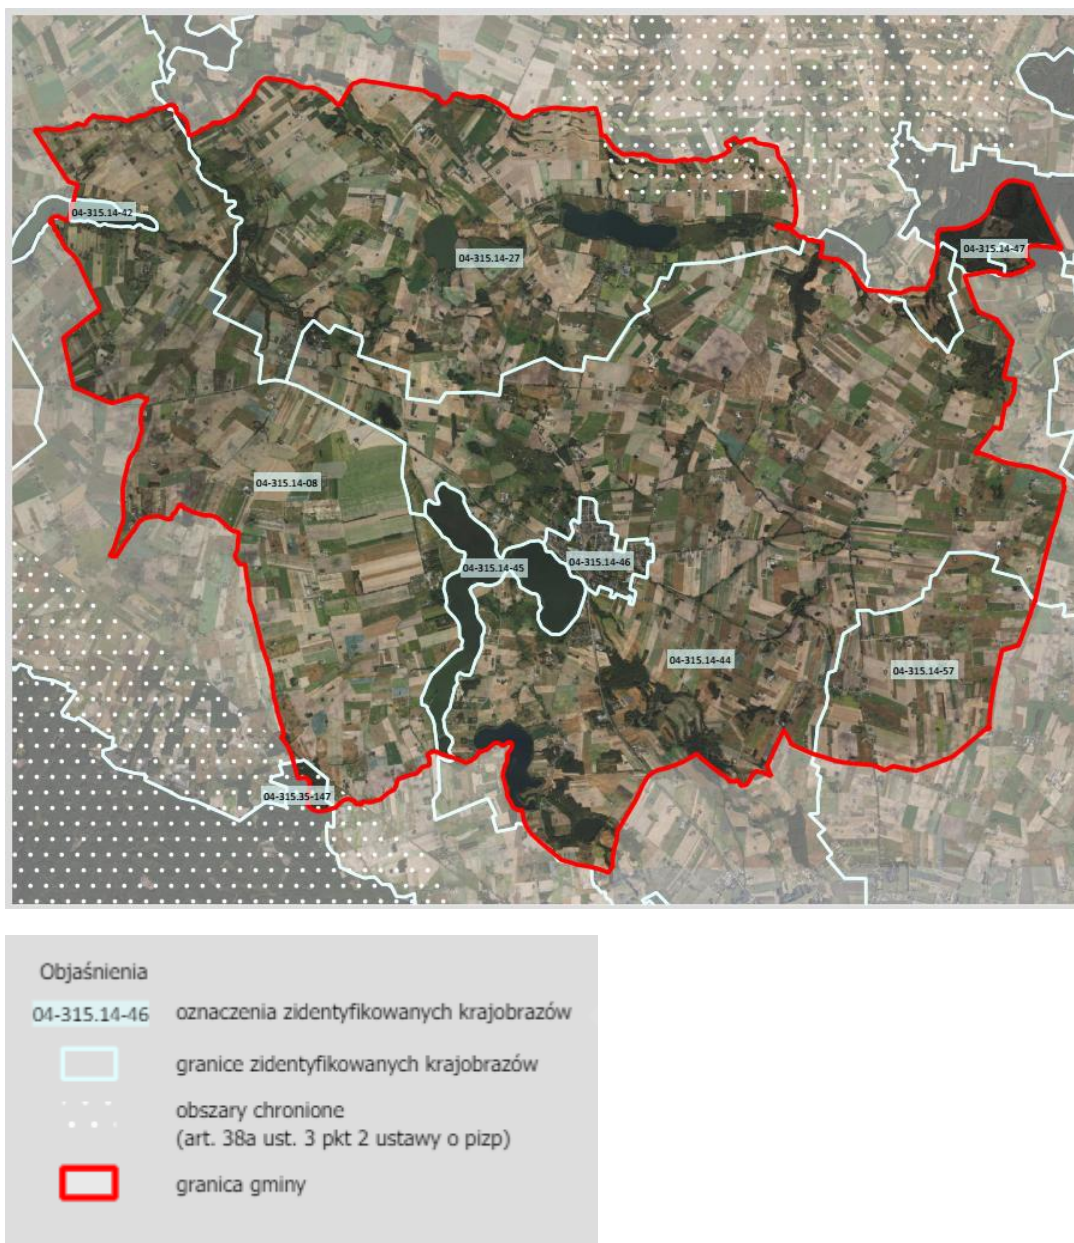 04-315.14-42
04-315.14-27
04-315.14-47
04-315.14-08
04-315.14-45
04-315.14-46
04-315.14-44
04-315.14-57
04-315.35-147
Objaśnienia
04-315.14-46 oznaczenia zidentyfikowanych krajobrazów
granice zidentyfikowanych krajobrazów
obszary chronione
(art. 38a ust. 3 pkt 2 ustawy o pizp)
granica gminy